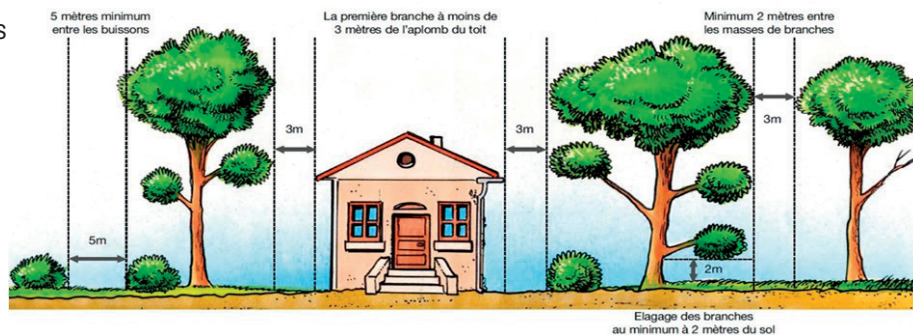 S
5 mètres minimum
entre les buissons
La première branche à moins de
3 mètres de l'aplomb du toit
Minimum 2 mètres entre
les masses de branches
3m
3m
3m
5m
2m
Elagage des branches
au minimum à 2 mètres du sol